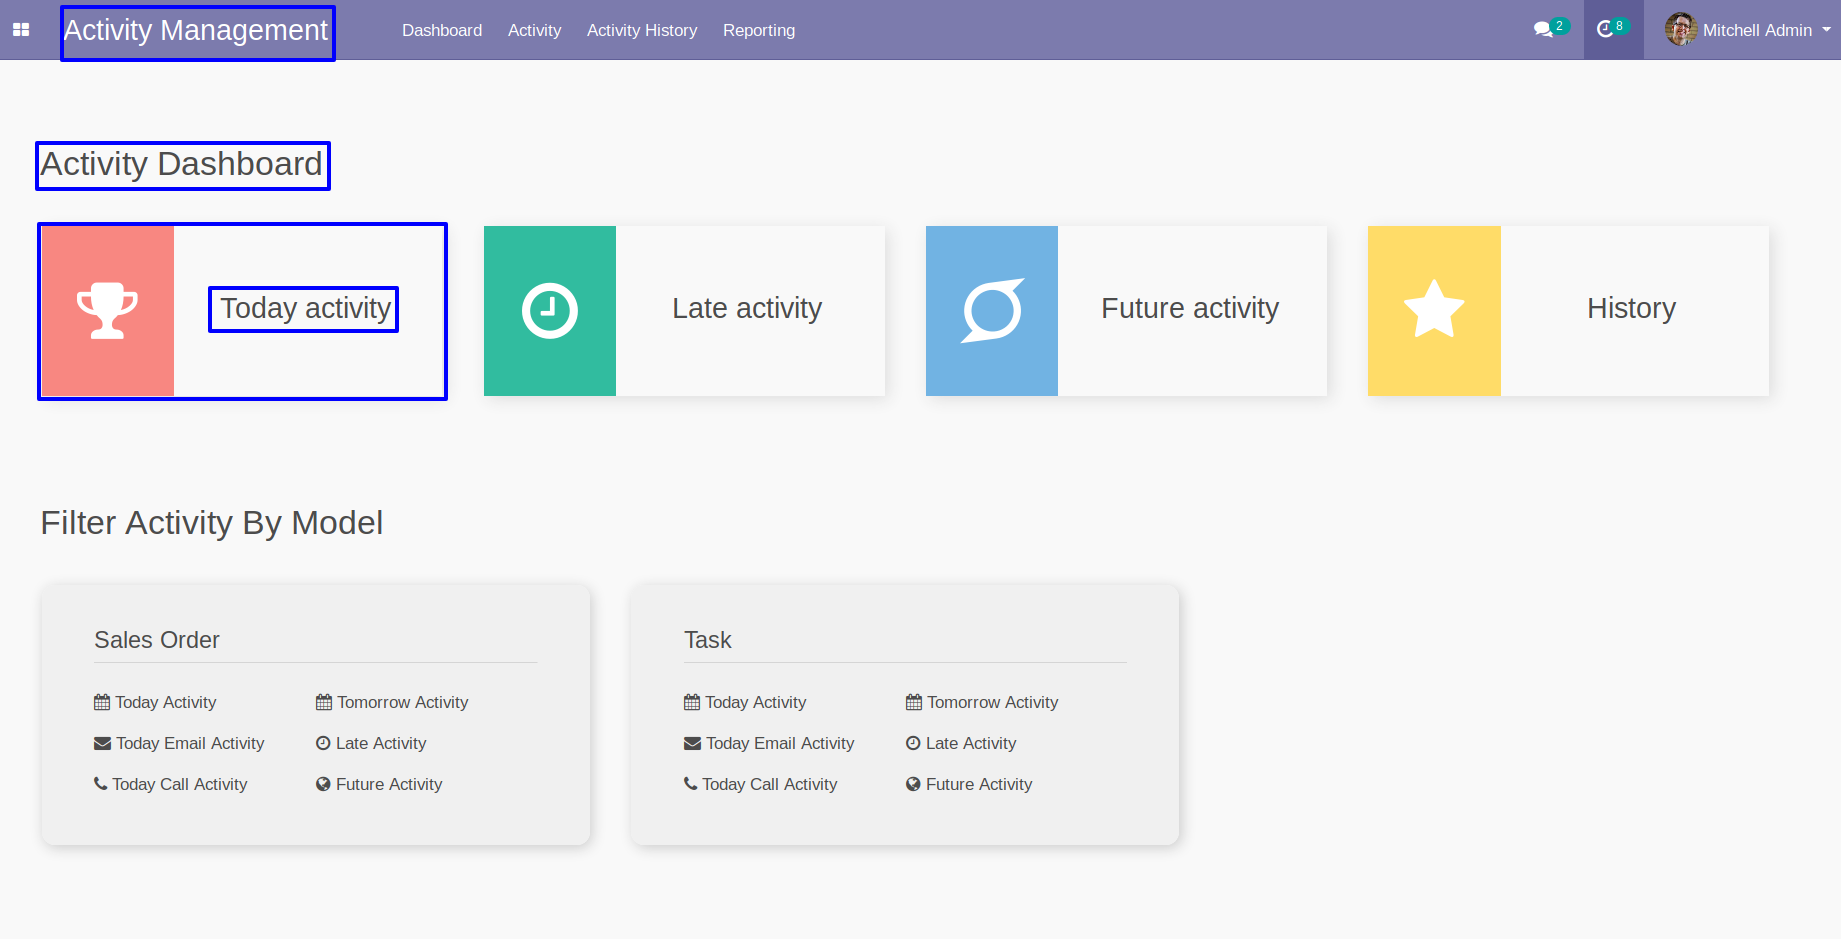 Activity Management Dashboard Activity Activity History Reporting 2 8 Mitchell Admin
Activity Dashboard
Today activity Late activity Future activity History
Filter Activity By Model
Sales Order
Today Activity Tomorrow Activity
Today Email Activity Late Activity
Today Call Activity Future Activity
Task
Today Activity Tomorrow Activity
Today Email Activity Late Activity
Today Call Activity Future Activity